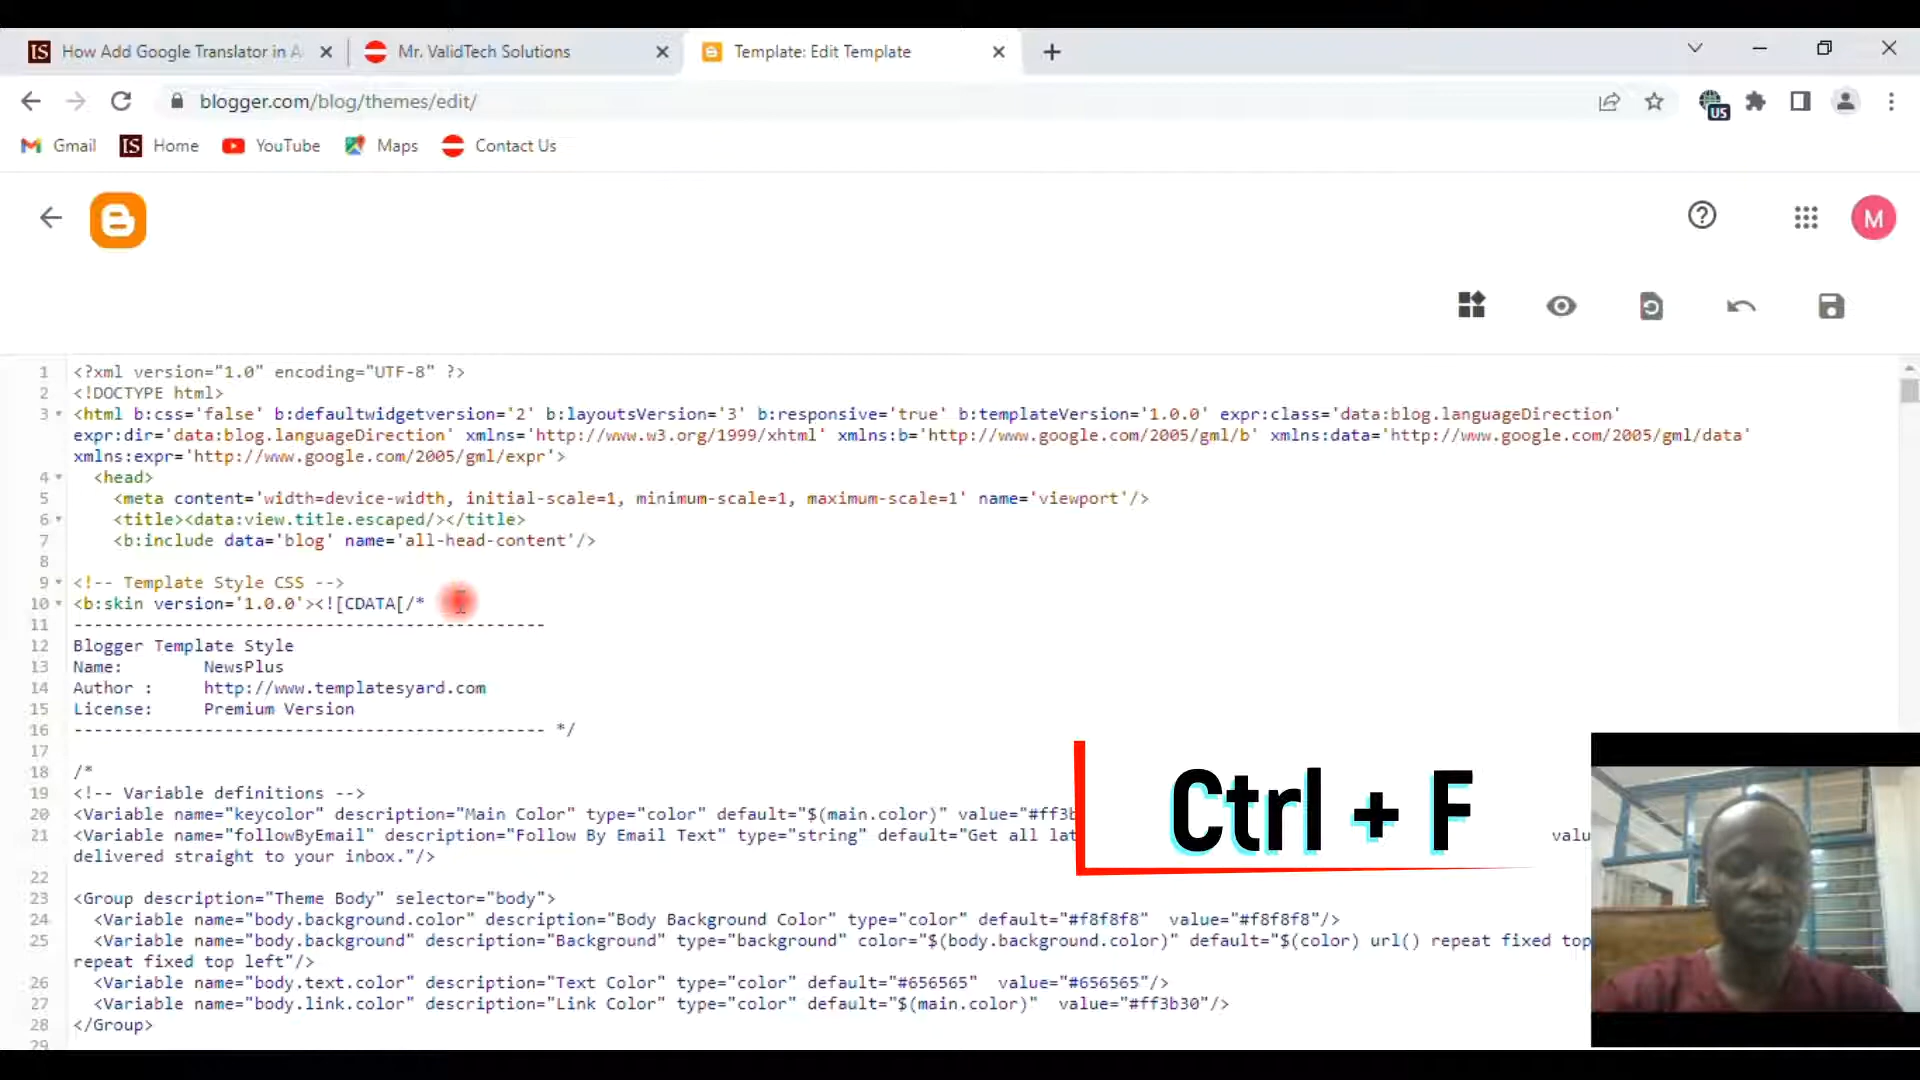 IS How Add Google Translator in A
Mr. ValidTech Solutions
Template: Edit Template
blogger.com/blog/themes/edit/
US
Gmail
IS Home
YouTube
Maps
Contact Us
M
1 <?xml version="1.0" encoding="UTF-8" ?>
2 <!DOCTYPE html>
3 <html b:css='false' b:defaultwidgetversion='2' b:layoutsVersion='3' b:responsive='true' b:templateVersion='1.0.0' expr:class='data:blog.languageDirection'
expr:dir='data:blog.languageDirection' xmlns='http://www.w3.org/1999/xhtml' xmlns:b='http://www.google.com/2005/gml/b' xmlns:data='http://www.google.com/2005/gml/data'
xmlns:expr='http://www.google.com/2005/gml/expr'>
4 <head>
5 <meta content='width=device-width, initial-scale=1, minimum-scale=1, maximum-scale=1' name='viewport'/>
6 <title><data:view.title.escaped/></title>
7 <b:include data='blog' name='all-head-content'/>
8
9 <!-- Template Style CSS -->
10 <b:skin version='1.0.0'><![CDATA[/*
11 -----------------------------------------------
12 Blogger Template Style
13 Name: NewsPlus
14 Author : http://www.templatesyard.com
15 License: Premium Version
16 ----------------------------------------------- */
17
18 /*
19 <!-- Variable definitions -->
20 <Variable name="keycolor" description="Main Color" type="color" default="$(main.color)" value="#ff3b
21 <Variable name="followByEmail" description="Follow By Email Text" type="string" default="Get all lat valu
delivered straight to your inbox."/>
22
23 <Group description="Theme Body" selector="body">
24 <Variable name="body.background.color" description="Body Background Color" type="color" default="#f8f8f8" value="#f8f8f8"/>
25 <Variable name="body.background" description="Background" type="background" color="$(body.background.color)" default="$(color) url() repeat fixed top
repeat fixed top left"/>
26 <Variable name="body.text.color" description="Text Color" type="color" default="#656565" value="#656565"/>
27 <Variable name="body.link.color" description="Link Color" type="color" default="$(main.color)" value="#ff3b30"/>
28 </Group>
29
Ctrl + F